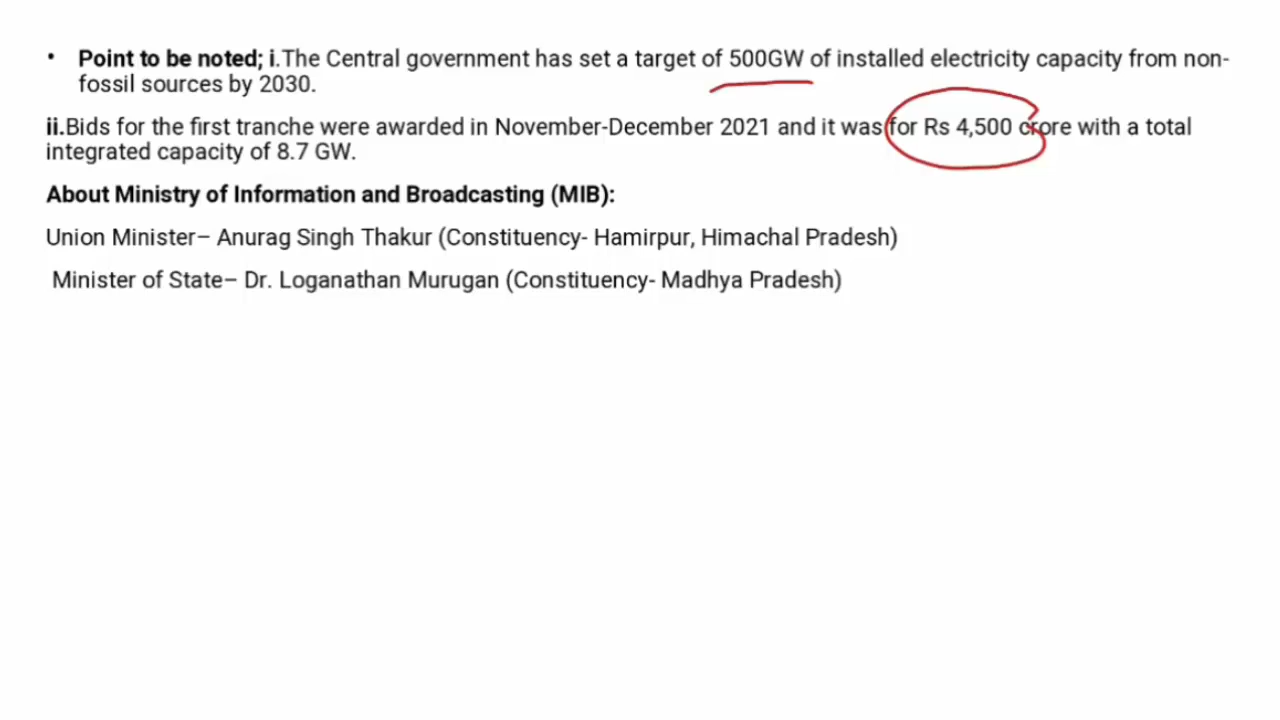 • Point to be noted; i.The Central government has set a target of 500GW of installed electricity capacity from non-
fossil sources by 2030.
ii.Bids for the first tranche were awarded in November-December 2021 and it was for Rs 4,500 crore with a total
integrated capacity of 8.7 GW.
About Ministry of Information and Broadcasting (MIB):
Union Minister– Anurag Singh Thakur (Constituency- Hamirpur, Himachal Pradesh)
Minister of State– Dr. Loganathan Murugan (Constituency- Madhya Pradesh)